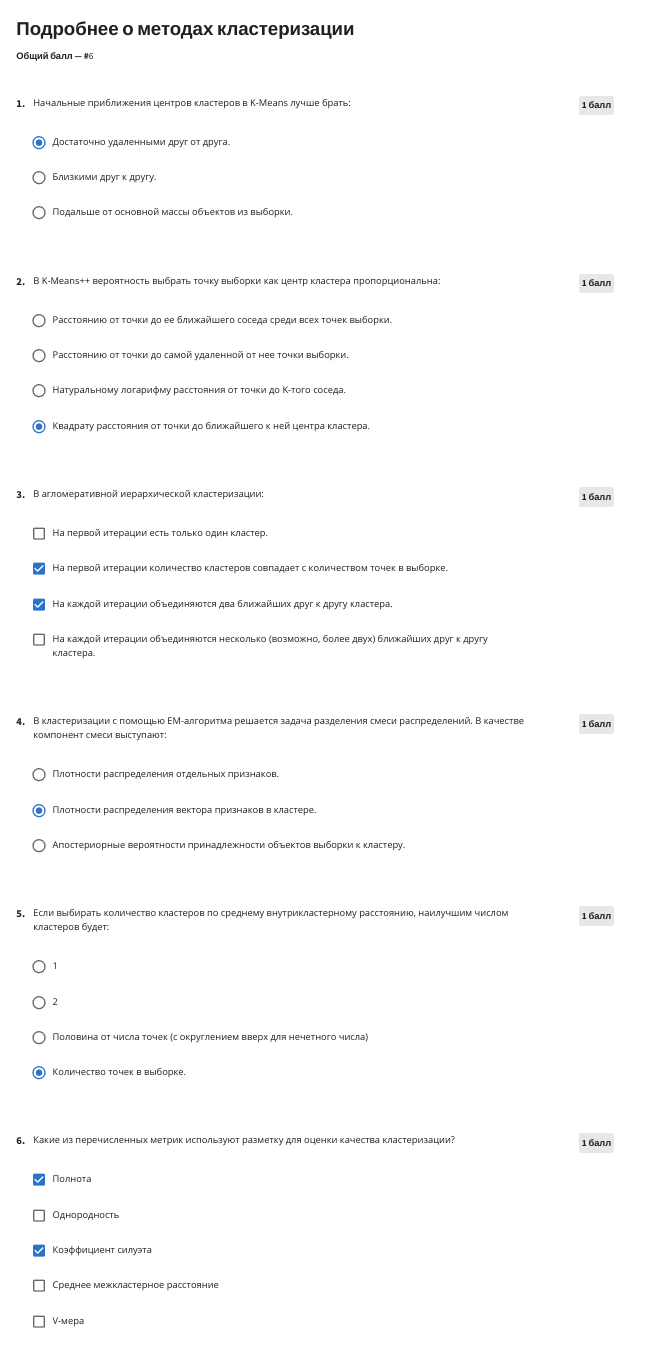 Подробнее о методах кластеризации
Общий балл — #6
1. Начальные приближения центров кластеров в K-Means лучше брать: 1 балл
Достаточно удаленными друг от друга.
Близкими друг к другу.
Подальше от основной массы объектов из выборки.
2. В K-Means++ вероятность выбрать точку выборки как центр кластера пропорциональна: 1 балл
Расстоянию от точки до ее ближайшего соседа среди всех точек выборки.
Расстоянию от точки до самой удаленной от нее точки выборки.
Натуральному логарифму расстояния от точки до K-того соседа.
Квадрату расстояния от точки до ближайшего к ней центра кластера.
3. В агломеративной иерархической кластеризации: 1 балл
На первой итерации есть только один кластер.
На первой итерации количество кластеров совпадает с количеством точек в выборке.
На каждой итерации объединяются два ближайших друг к другу кластера.
На каждой итерации объединяются несколько (возможно, более двух) ближайших друг к другу
кластера.
4. В кластеризации с помощью EM-алгоритма решается задача разделения смеси распределений. В качестве 1 балл
компонент смеси выступают:
Плотности распределения отдельных признаков.
Плотности распределения вектора признаков в кластере.
Апостериорные вероятности принадлежности объектов выборки к кластеру.
5. Если выбирать количество кластеров по среднему внутрикластерному расстоянию, наилучшим числом 1 балл
кластеров будет:
1
2
Половина от числа точек (с округлением вверх для нечетного числа)
Количество точек в выборке.
6. Какие из перечисленных метрик используют разметку для оценки качества кластеризации? 1 балл
Полнота
Однородность
Коэффициент силуэта
Среднее межкластерное расстояние
V-мера